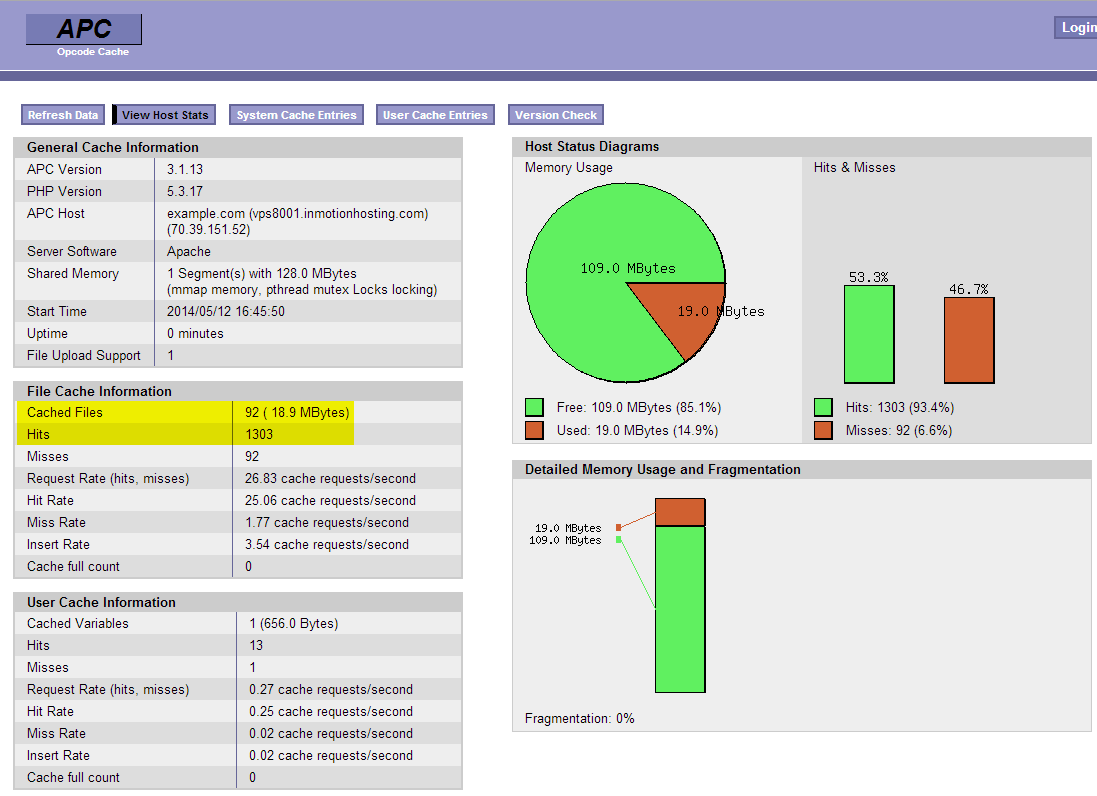 APC
Opcode Cache
Login
Refresh Data
View Host Stats
System Cache Entries
User Cache Entries
Version Check
General Cache Information
APC Version 3.1.13
PHP Version 5.3.17
APC Host example.com (vps8001.inmotionhosting.com)
(70.39.151.52)
Server Software Apache
Shared Memory 1 Segment(s) with 128.0 MBytes
(mmap memory, pthread mutex Locks locking)
Start Time 2014/05/12 16:45:50
Uptime 0 minutes
File Upload Support 1
File Cache Information
Cached Files 92 ( 18.9 MBytes)
Hits 1303
Misses 92
Request Rate (hits, misses) 26.83 cache requests/second
Hit Rate 25.06 cache requests/second
Miss Rate 1.77 cache requests/second
Insert Rate 3.54 cache requests/second
Cache full count 0
User Cache Information
Cached Variables 1 (656.0 Bytes)
Hits 13
Misses 1
Request Rate (hits, misses) 0.27 cache requests/second
Hit Rate 0.25 cache requests/second
Miss Rate 0.02 cache requests/second
Insert Rate 0.02 cache requests/second
Cache full count 0
Host Status Diagrams
Memory Usage
109.0 MBytes
19.0 MBytes
Free: 109.0 MBytes (85.1%)
Used: 19.0 MBytes (14.9%)
Hits & Misses
53.3%
46.7%
Hits: 1303 (93.4%)
Misses: 92 (6.6%)
Detailed Memory Usage and Fragmentation
19.0 MBytes
109.0 MBytes
Fragmentation: 0%